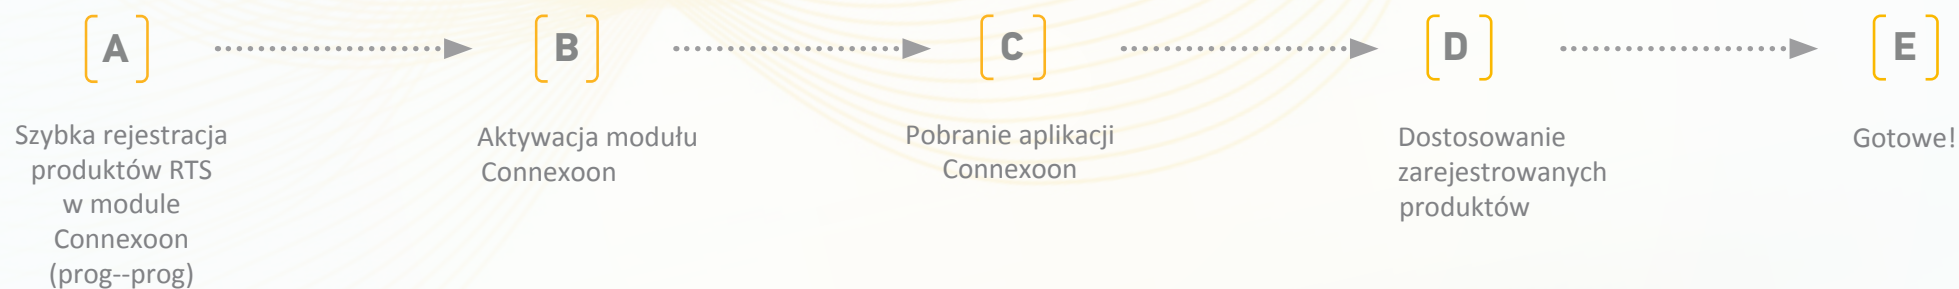 A
B
C
D
E
Szybka rejestracja
produktów RTS
w module
Connexoon
(prog--prog)
Aktywacja modułu
Connexoon
Pobranie aplikacji
Connexoon
Dostosowanie
zarejestrowanych
produktów
Gotowe!